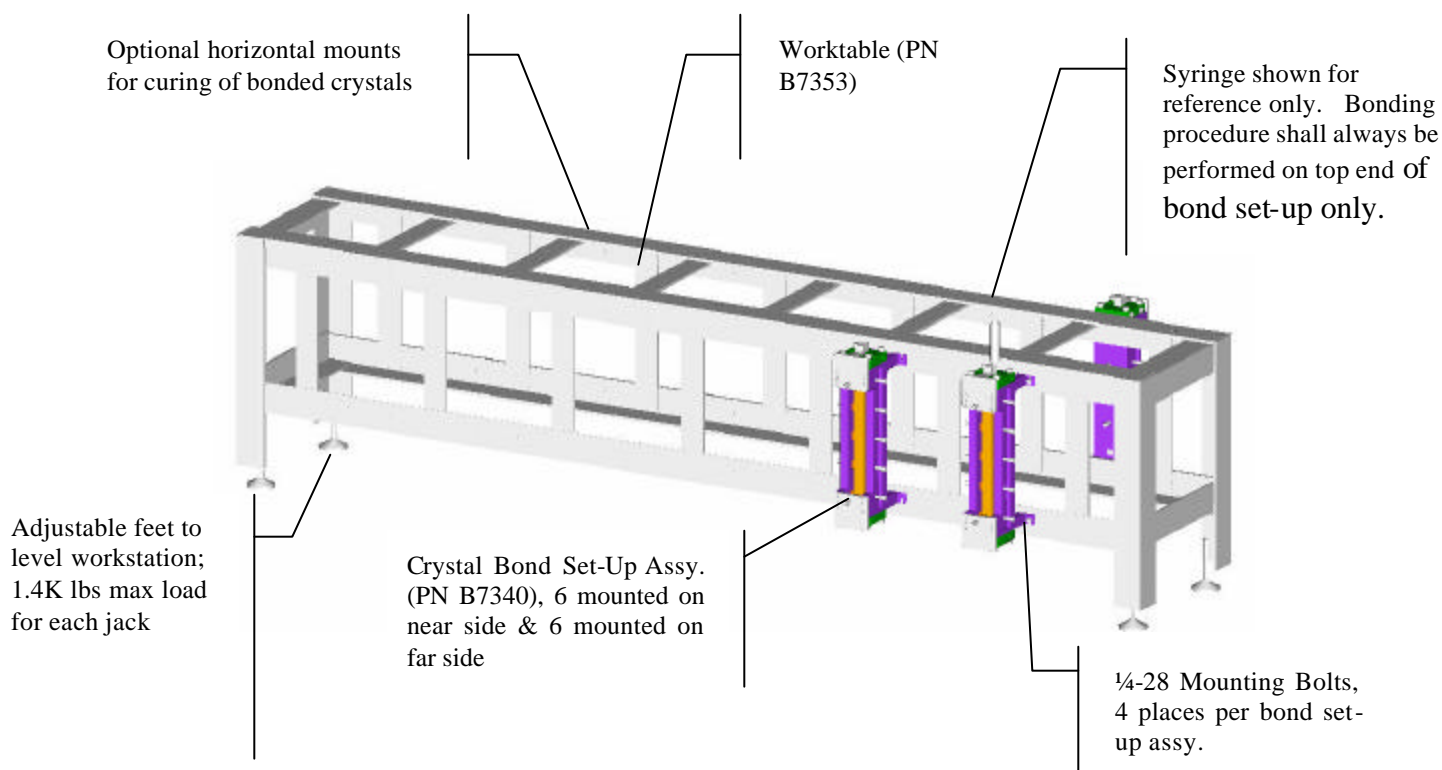 Optional horizontal mounts
for curing of bonded crystals
Worktable (PN
B7353)
Syringe shown for
reference only. Bonding
procedure shall always be
performed on top end of
bond set-up only.
Adjustable feet to
level workstation;
1.4K lbs max load
for each jack
Crystal Bond Set-Up Assy.
(PN B7340), 6 mounted on
near side & 6 mounted on
far side
¼-28 Mounting Bolts,
4 places per bond set-
up assy.